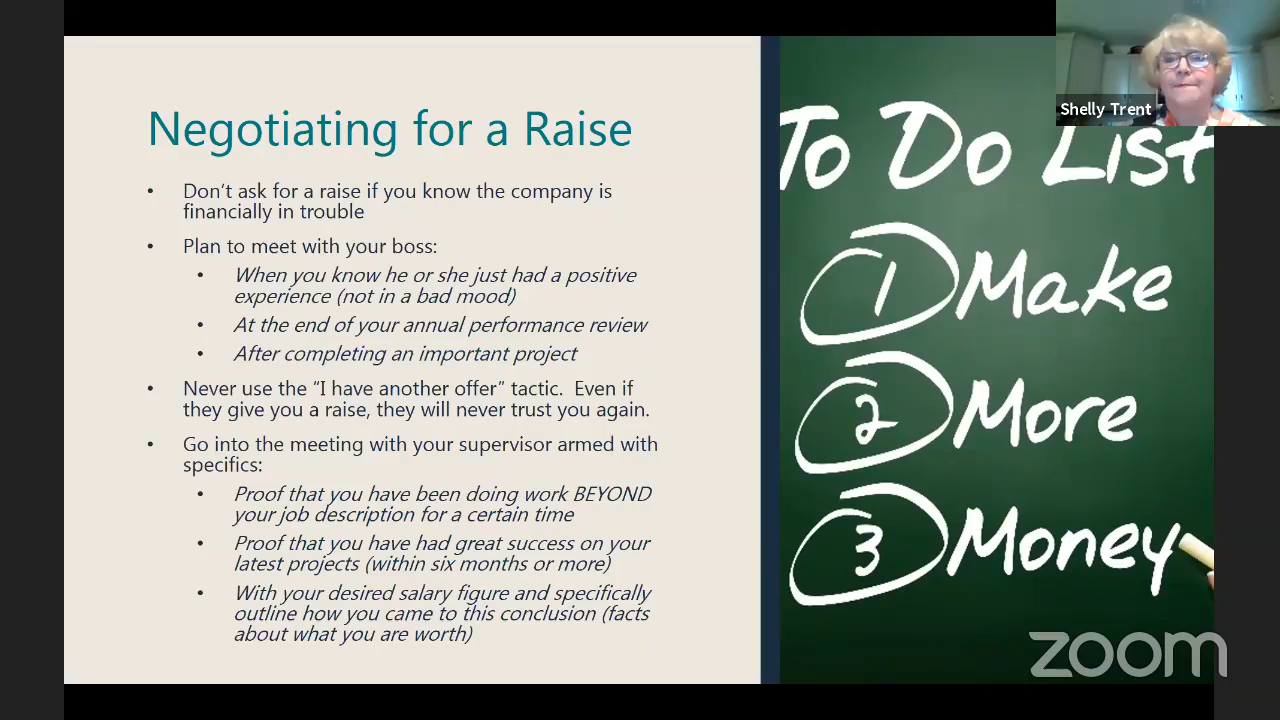 Negotiating for a Raise
• Don’t ask for a raise if you know the company is
financially in trouble
• Plan to meet with your boss:
• When you know he or she just had a positive
experience (not in a bad mood)
• At the end of your annual performance review
• After completing an important project
• Never use the “I have another offer” tactic.  Even if
they give you a raise, they will never trust you again.
• Go into the meeting with your supervisor armed with
specifics:
• Proof that you have been doing work BEYOND
your job description for a certain time
• Proof that you have had great success on your
latest projects (within six months or more)
• With your desired salary figure and specifically
outline how you came to this conclusion (facts
about what you are worth)
To Do List
1 Make
2 More
3 Money
Shelly Trent
zoom